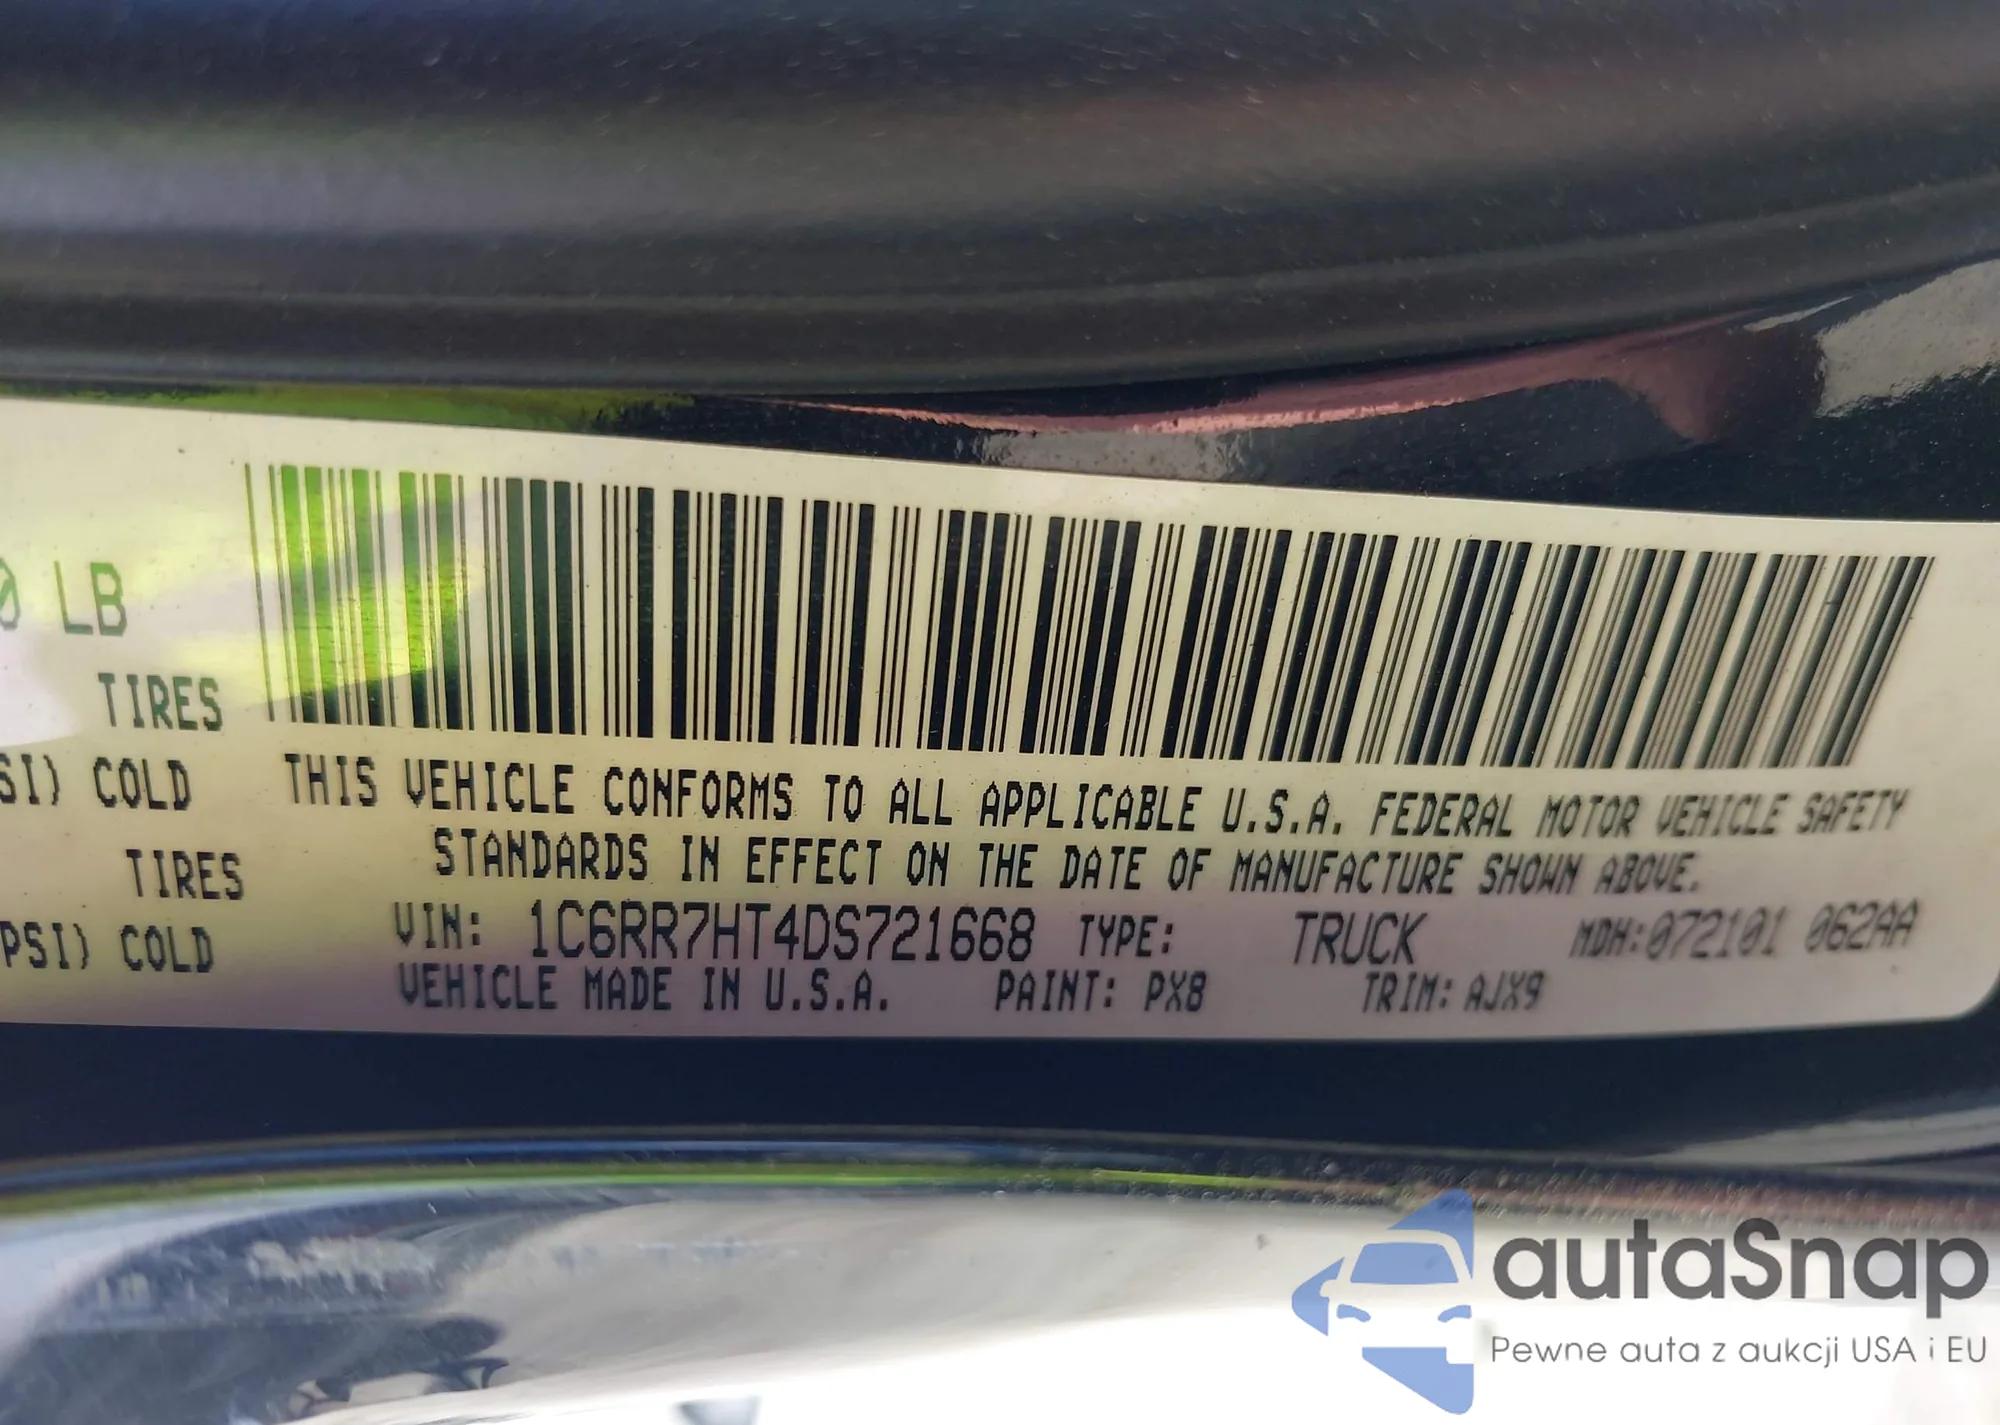 0 LB
TIRES
SI) COLD
TIRES
PSI) COLD
THIS VEHICLE CONFORMS TO ALL APPLICABLE U.S.A. FEDERAL MOTOR VEHICLE SAFETY
STANDARDS IN EFFECT ON THE DATE OF MANUFACTURE SHOWN ABOVE.
VIN: 1C6RR7HT4DS721668 TYPE: TRUCK MDH:072101 062AA
VEHICLE MADE IN U.S.A. PAINT: PX8 TRIM: AJX9
autaSnap
Pewne auta z aukcji USA i EU